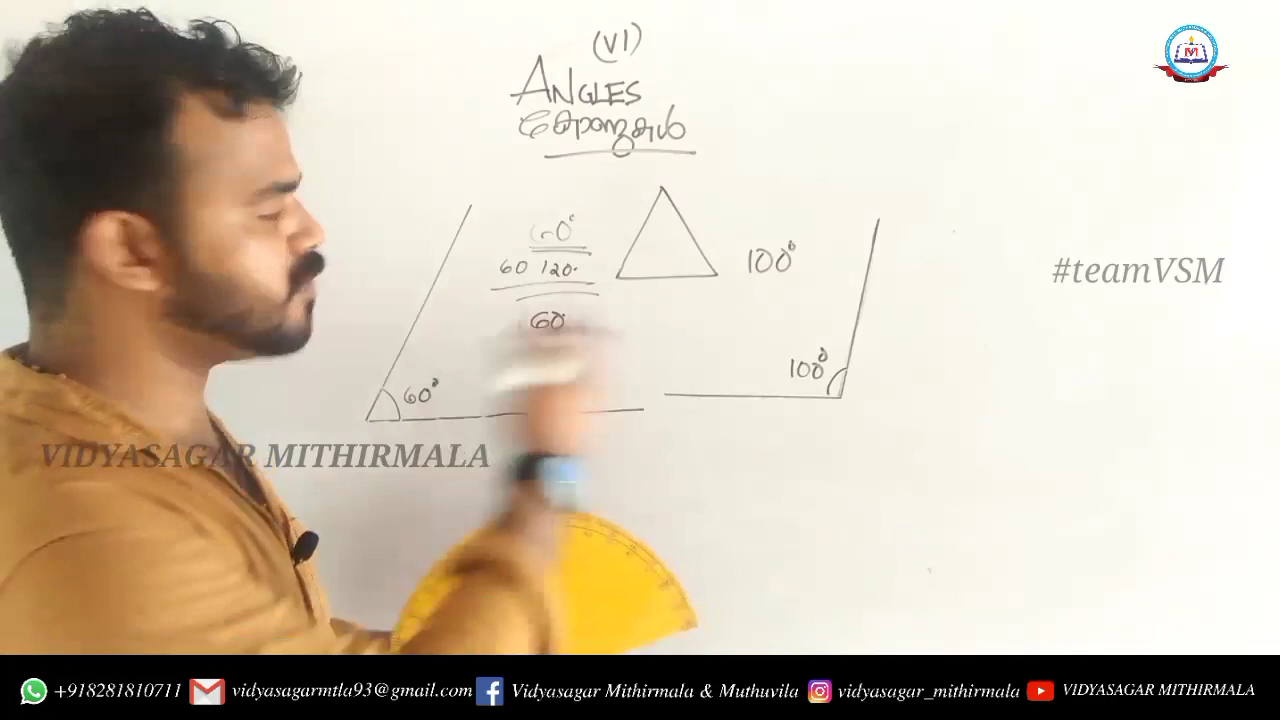 (VI)
ANGLES
കോണുകൾ
60°
60 120.
60
100°
60°
100°
#teamVSM
VIDYASAGAR MITHIRMALA
+918281810711 vidyasagarmtla93@gmail.com Vidyasagar Mithirmala & Muthuvila vidyasagar_mithirmala VIDYASAGAR MITHIRMALA